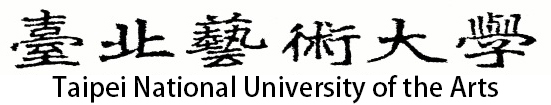 臺北藝術大學
Taipei National University of the Arts